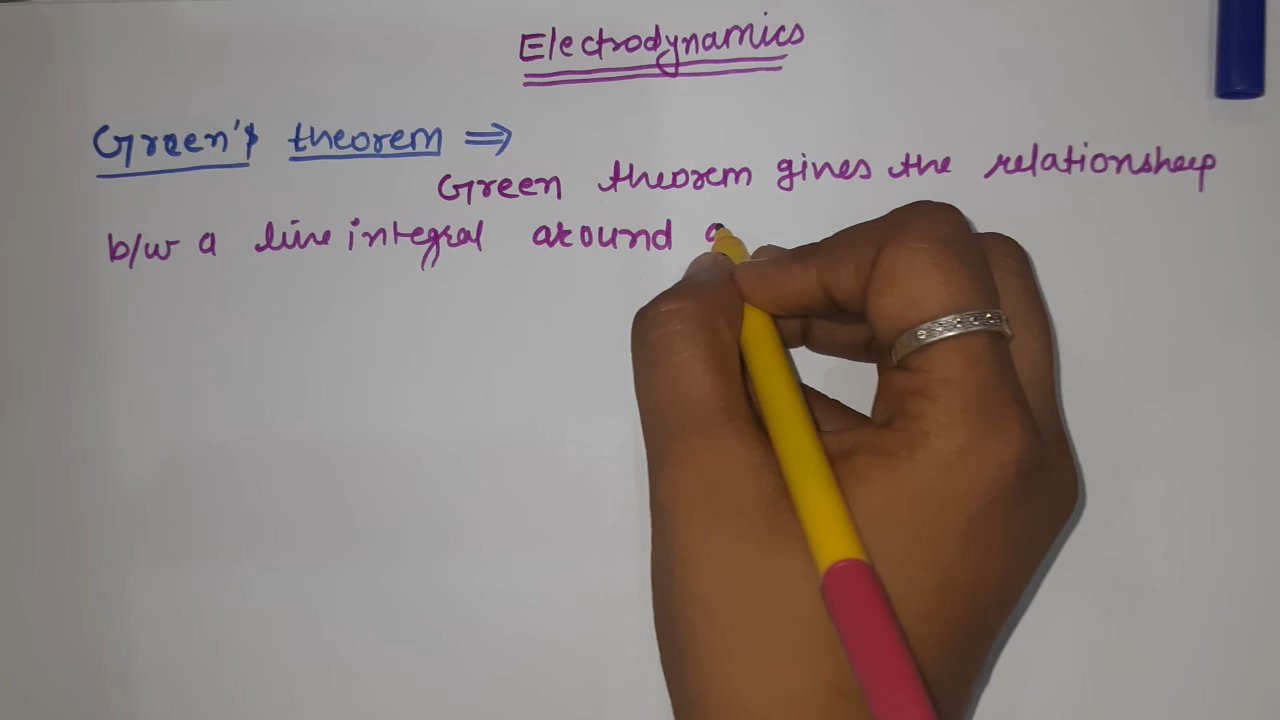 Electrodynamics
Green's theorem ⇒
Green theorem gives the relationsheep
b/w a line integral around a